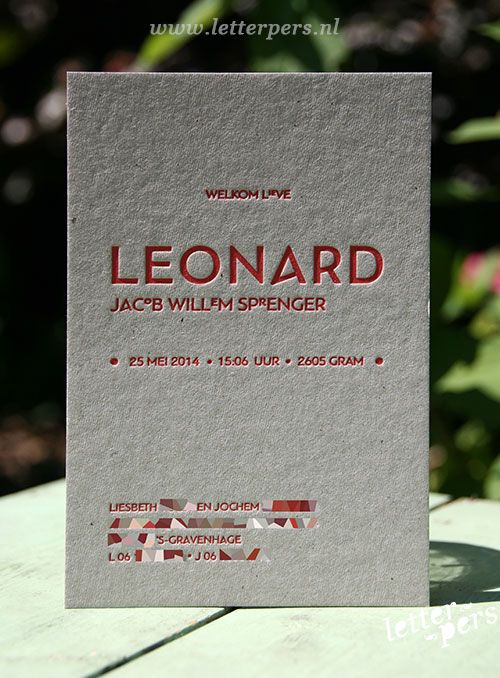 www.letterpers.nl
WELKOM LIEVE
LEONARD
JACOB WILLEM SPRENGER
• 25 MEI 2014 • 15:06 UUR • 2605 GRAM •
LIESBETH EN JOCHEM
'S-GRAVENHAGE
L 06 • J 06
letter-
-pers